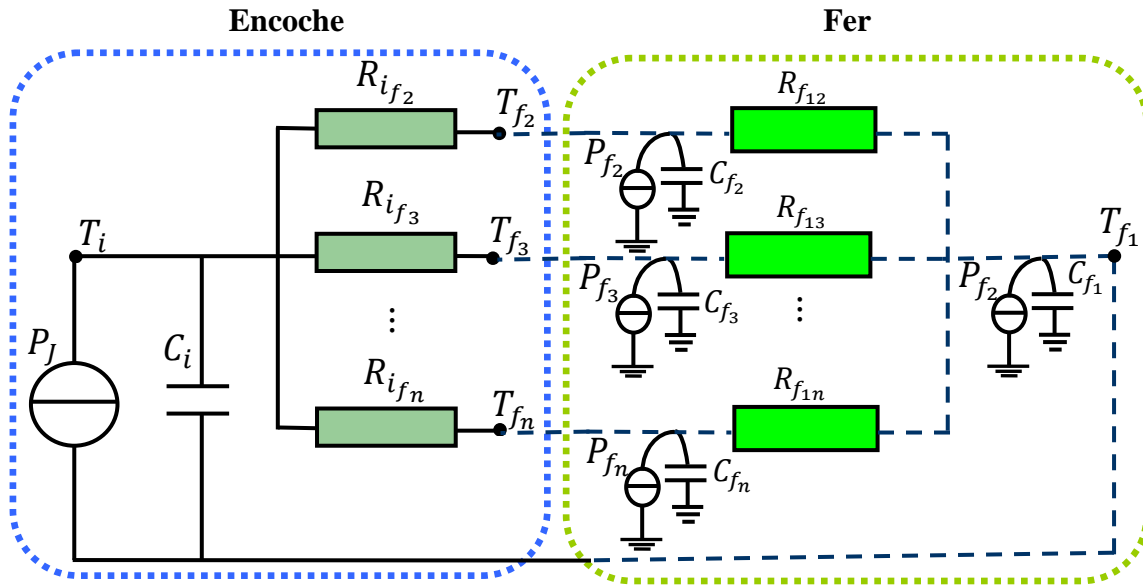 Encoche
Fer
R_{i_{f_2}}
T_{f_2}
R_{f_{12}}
P_{f_2}
C_{f_2}
T_i
R_{i_{f_3}}
T_{f_3}
R_{f_{13}}
T_{f_1}
P_{f_3}
C_{f_3}
P_{f_2}
C_{f_1}
⋮
⋮
P_J
C_i
R_{i_{f_n}}
T_{f_n}
R_{f_{1n}}
P_{f_n}
C_{f_n}